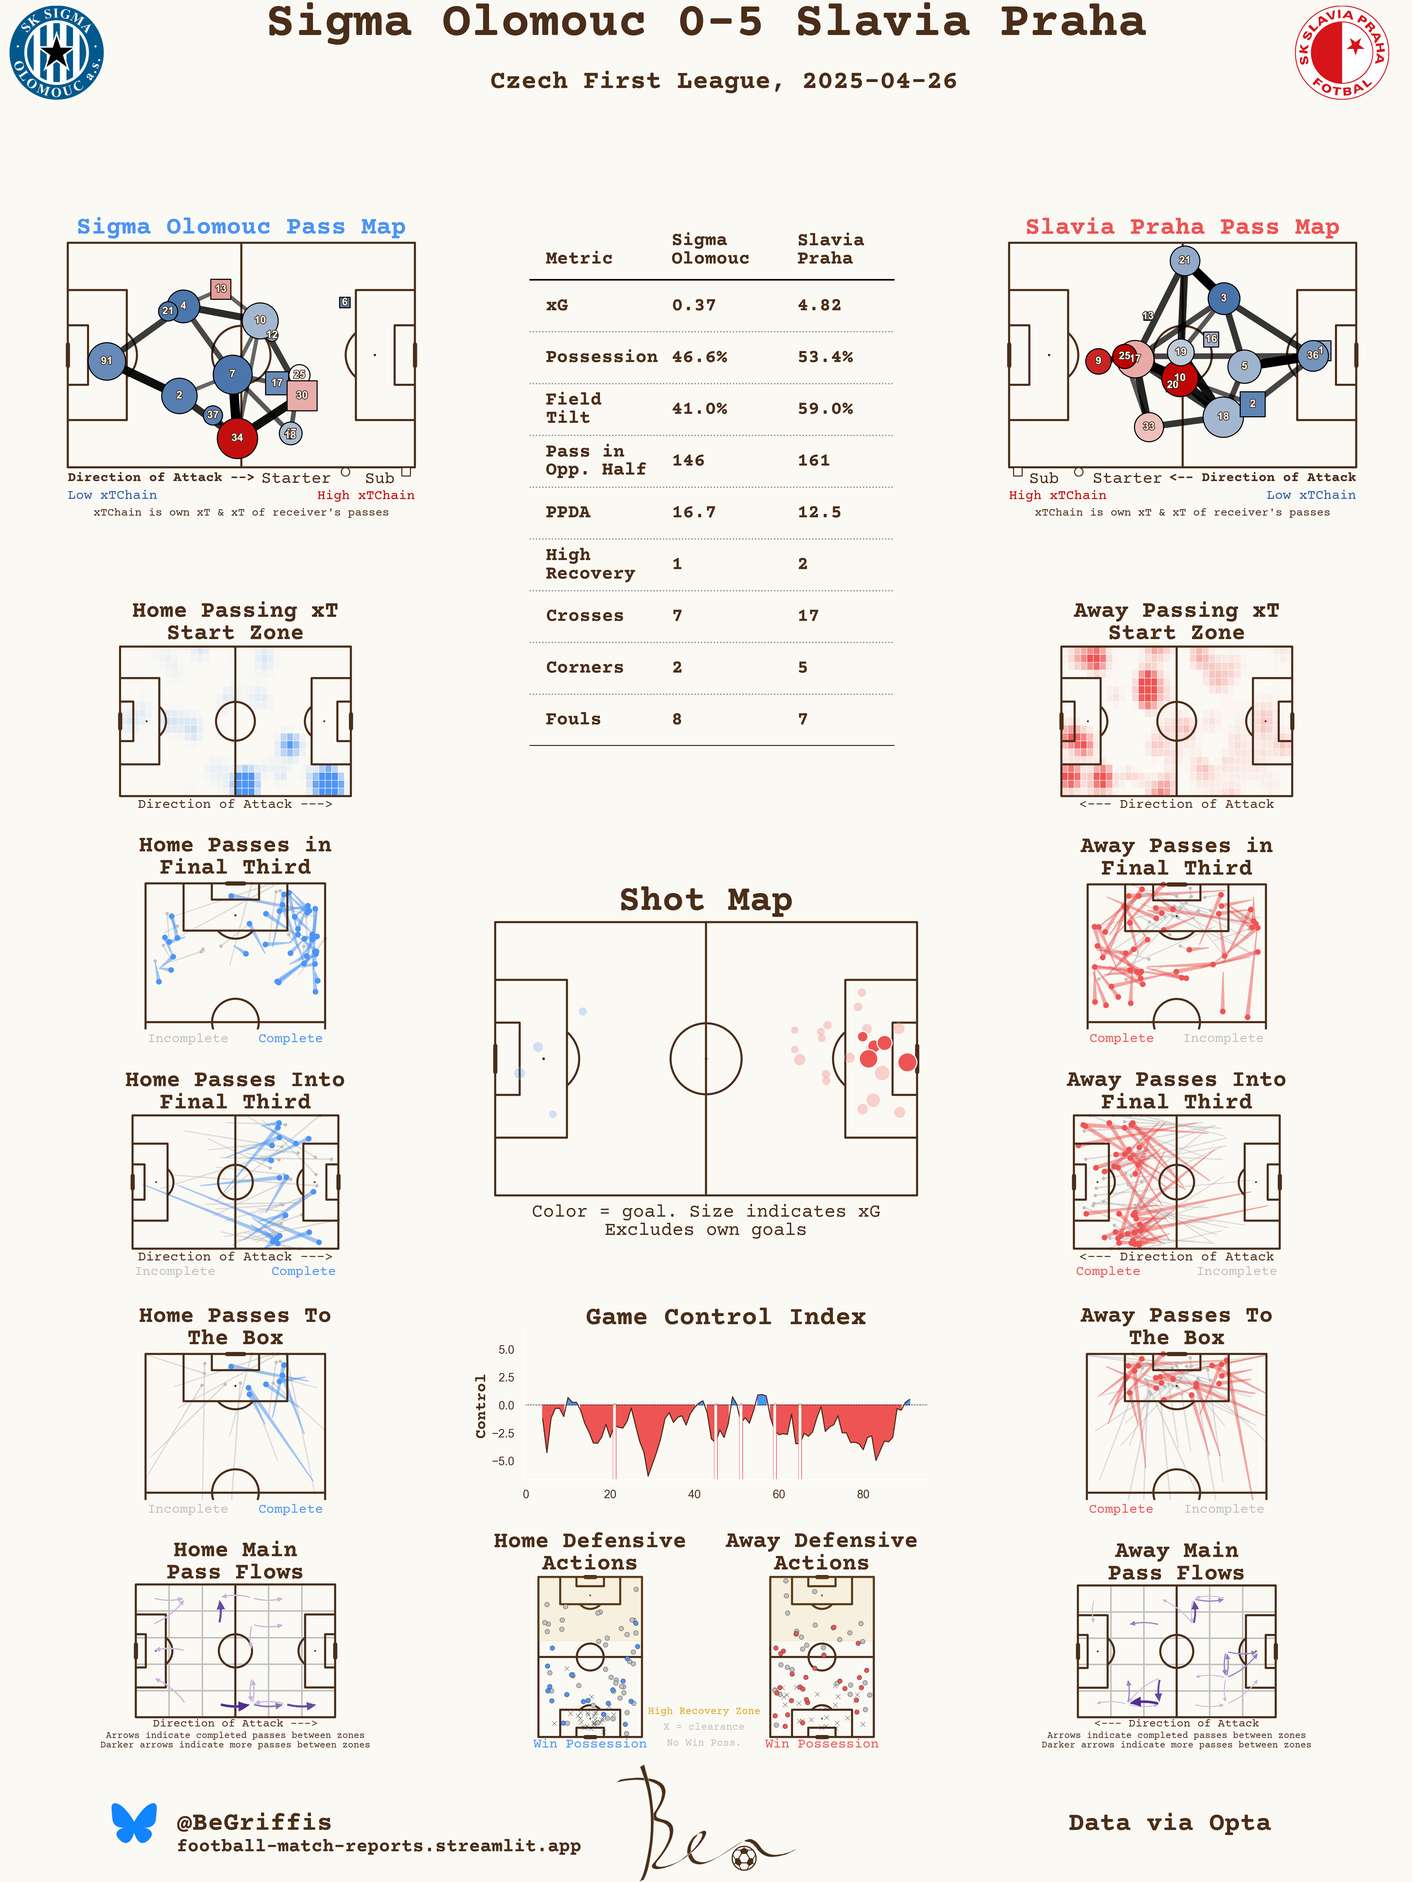 Sigma Olomouc 0-5 Slavia Praha
Czech First League, 2025-04-26
SK SIGMA
OLOMOUC a.s.
SK SLAVIA PRAHA
FOTBAL
Sigma Olomouc Pass Map
13
4
21
10
12
6
91
7
17
25
2
30
37
34
18
Direction of Attack --> Starter Sub
Low xTChain High xTChain
xTChain is own xT & xT of receiver's passes
Metric Sigma Olomouc Slavia Praha
xG 0.37 4.82
Possession 46.6% 53.4%
Field Tilt 41.0% 59.0%
Pass in Opp. Half 146 161
PPDA 16.7 12.5
High Recovery 1 2
Crosses 7 17
Corners 2 5
Fouls 8 7
Slavia Praha Pass Map
21
3
13
16
19
9
25
17
36
1
5
10
20
2
18
33
Sub Starter <-- Direction of Attack
High xTChain Low xTChain
xTChain is own xT & xT of receiver's passes
Home Passing xT
Start Zone
Direction of Attack --->
Away Passing xT
Start Zone
<--- Direction of Attack
Home Passes in
Final Third
Incomplete Complete
Away Passes in
Final Third
Complete Incomplete
Shot Map
Color = goal. Size indicates xG
Excludes own goals
Home Passes Into
Final Third
Direction of Attack --->
Incomplete Complete
Away Passes Into
Final Third
<--- Direction of Attack
Complete Incomplete
Home Passes To
The Box
Incomplete Complete
Game Control Index
Control
5.0
2.5
0.0
−2.5
−5.0
0 20 40 60 80
Away Passes To
The Box
Complete Incomplete
Home Main
Pass Flows
Direction of Attack --->
Arrows indicate completed passes between zones
Darker arrows indicate more passes between zones
Home Defensive
Actions
Win Possession
Away Defensive
Actions
Win Possession
High Recovery Zone
X = clearance
No Win Poss.
Away Main
Pass Flows
<--- Direction of Attack
Arrows indicate completed passes between zones
Darker arrows indicate more passes between zones
@BeGriffis
football-match-reports.streamlit.app
Ben
Data via Opta